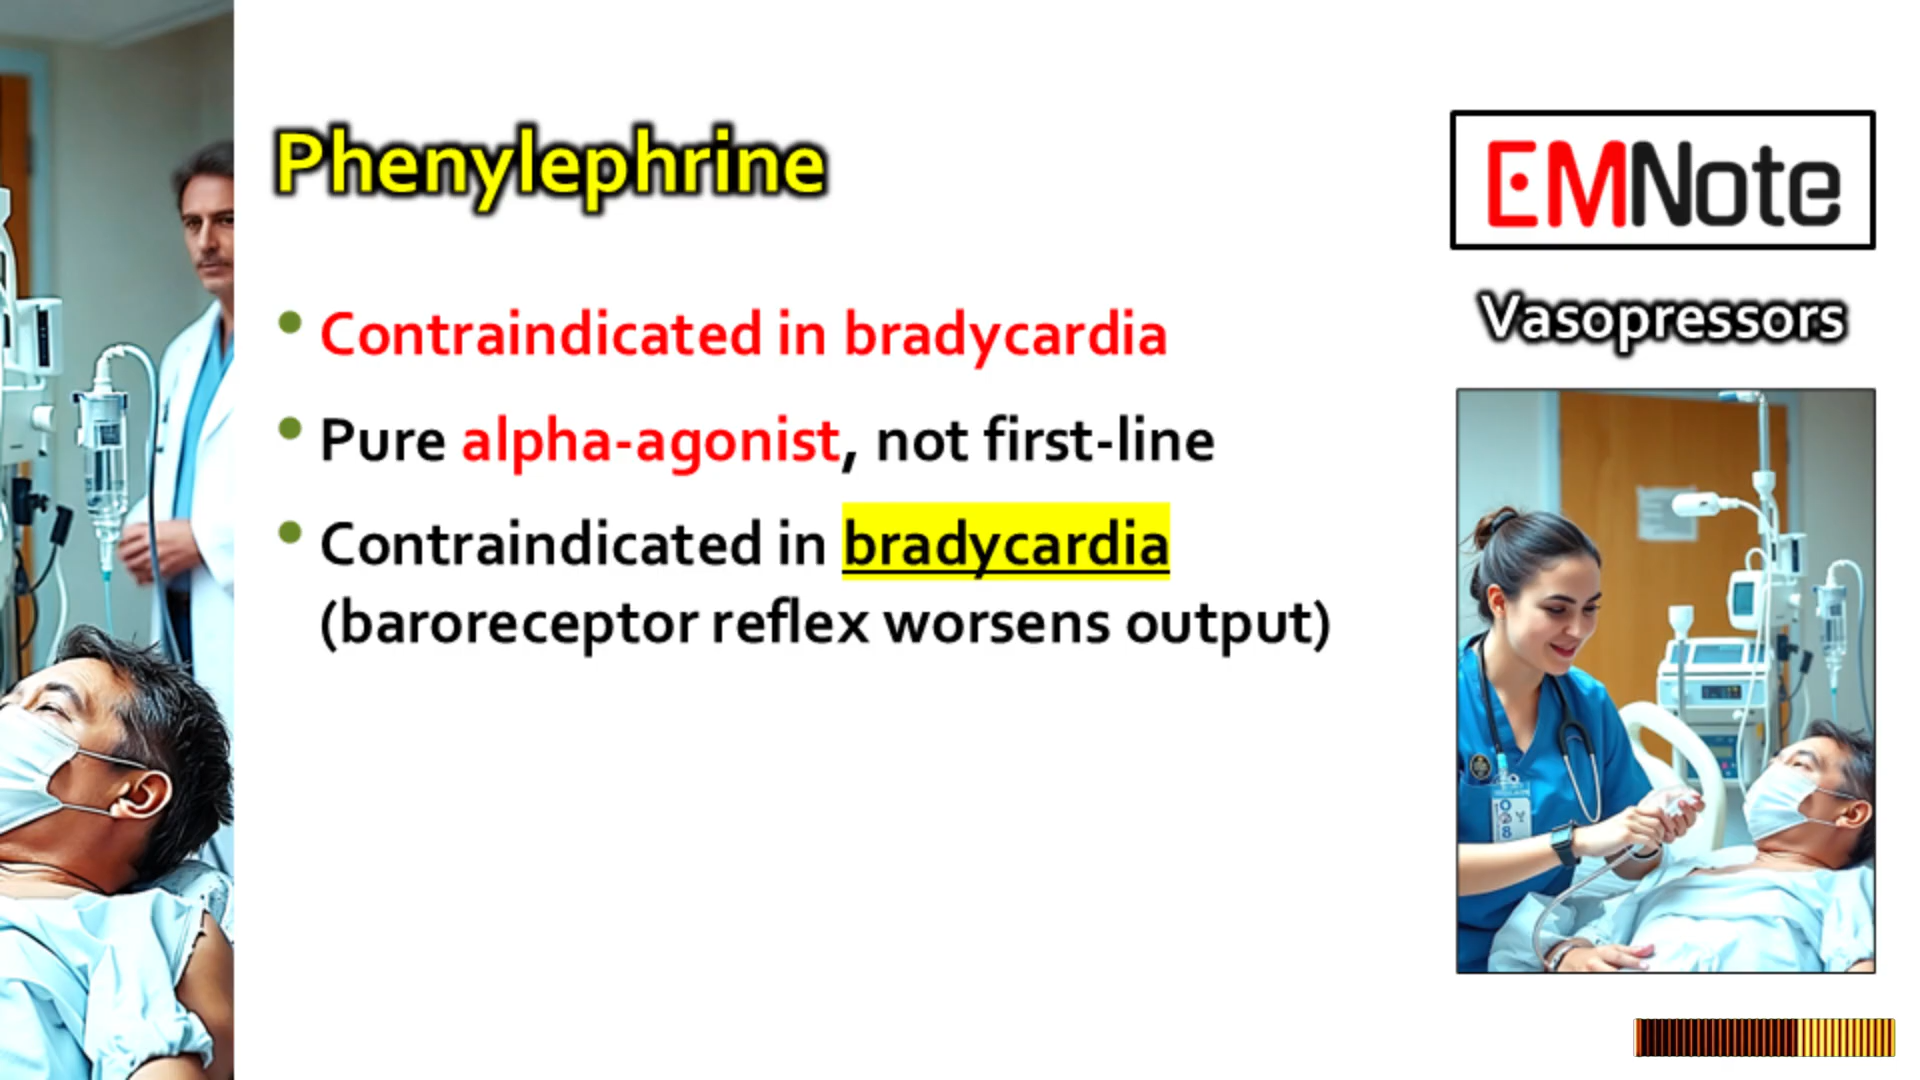 Phenylephrine
• Contraindicated in bradycardia
• Pure alpha-agonist, not first-line
• Contraindicated in bradycardia
(baroreceptor reflex worsens output)
EMNote
Vasopressors